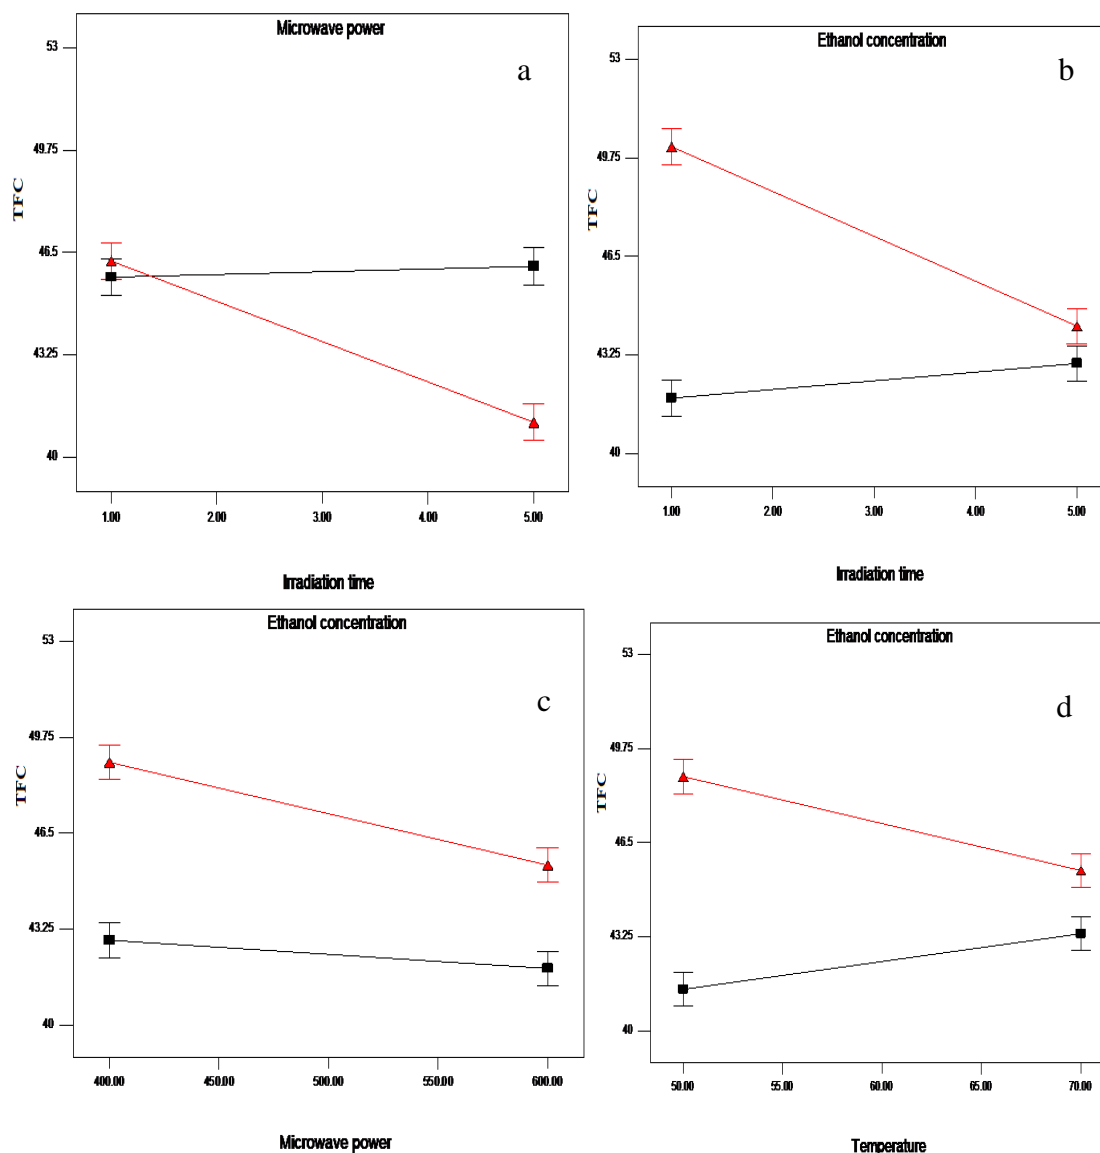 Microwave power
a
53
49.75
46.5
43.25
40
TFC
1.00 2.00 3.00 4.00 5.00
Irradiation time
Ethanol concentration
b
53
49.75
46.5
43.25
40
TFC
1.00 2.00 3.00 4.00 5.00
Irradiation time
Ethanol concentration
c
53
49.75
46.5
43.25
40
TFC
400.00 450.00 500.00 550.00 600.00
Microwave power
Ethanol concentration
d
53
49.75
46.5
43.25
40
TFC
50.00 55.00 60.00 65.00 70.00
Temperature